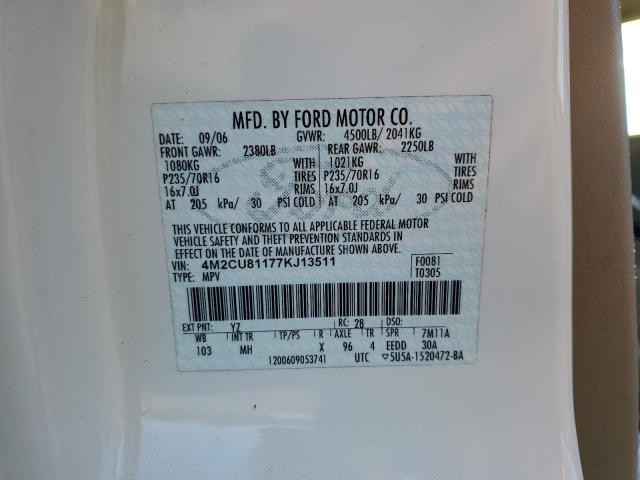 MFD. BY FORD MOTOR CO.
DATE: 09/06 GVWR: 4500LB/ 2041KG
FRONT GAWR: 2380LB REAR GAWR: 2250LB
1080KG WITH 1021KG WITH
P235/70R16 TIRES P235/70R16 TIRES
16x7.0J RIMS 16x7.0J RIMS
AT 205 kPa/ 30 PSI COLD AT 205 kPa/ 30 PSI COLD
THIS VEHICLE CONFORMS TO ALL APPLICABLE FEDERAL MOTOR
VEHICLE SAFETY AND THEFT PREVENTION STANDARDS IN
EFFECT ON THE DATE OF MANUFACTURE SHOWN ABOVE.
VIN: 4M2CU81177KJ13511 F0081
TYPE: MPV T0305
EXT PNT: YZ RC: 28 DSO:
WB INT TR TP/PS R AXLE TR SPR 7M11A
103 MH X 96 4 EEDD 30A
1200609053741 UTC ▽5U5A-1520472-BA